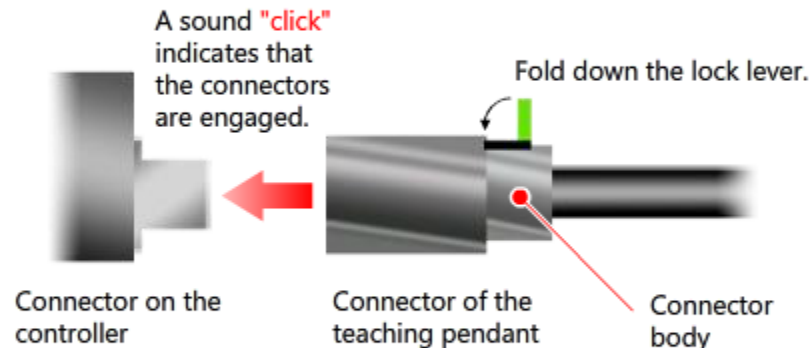 A sound "click"
indicates that
the connectors
are engaged.
Fold down the lock lever.
Connector on the
controller
Connector of the
teaching pendant
Connector
body